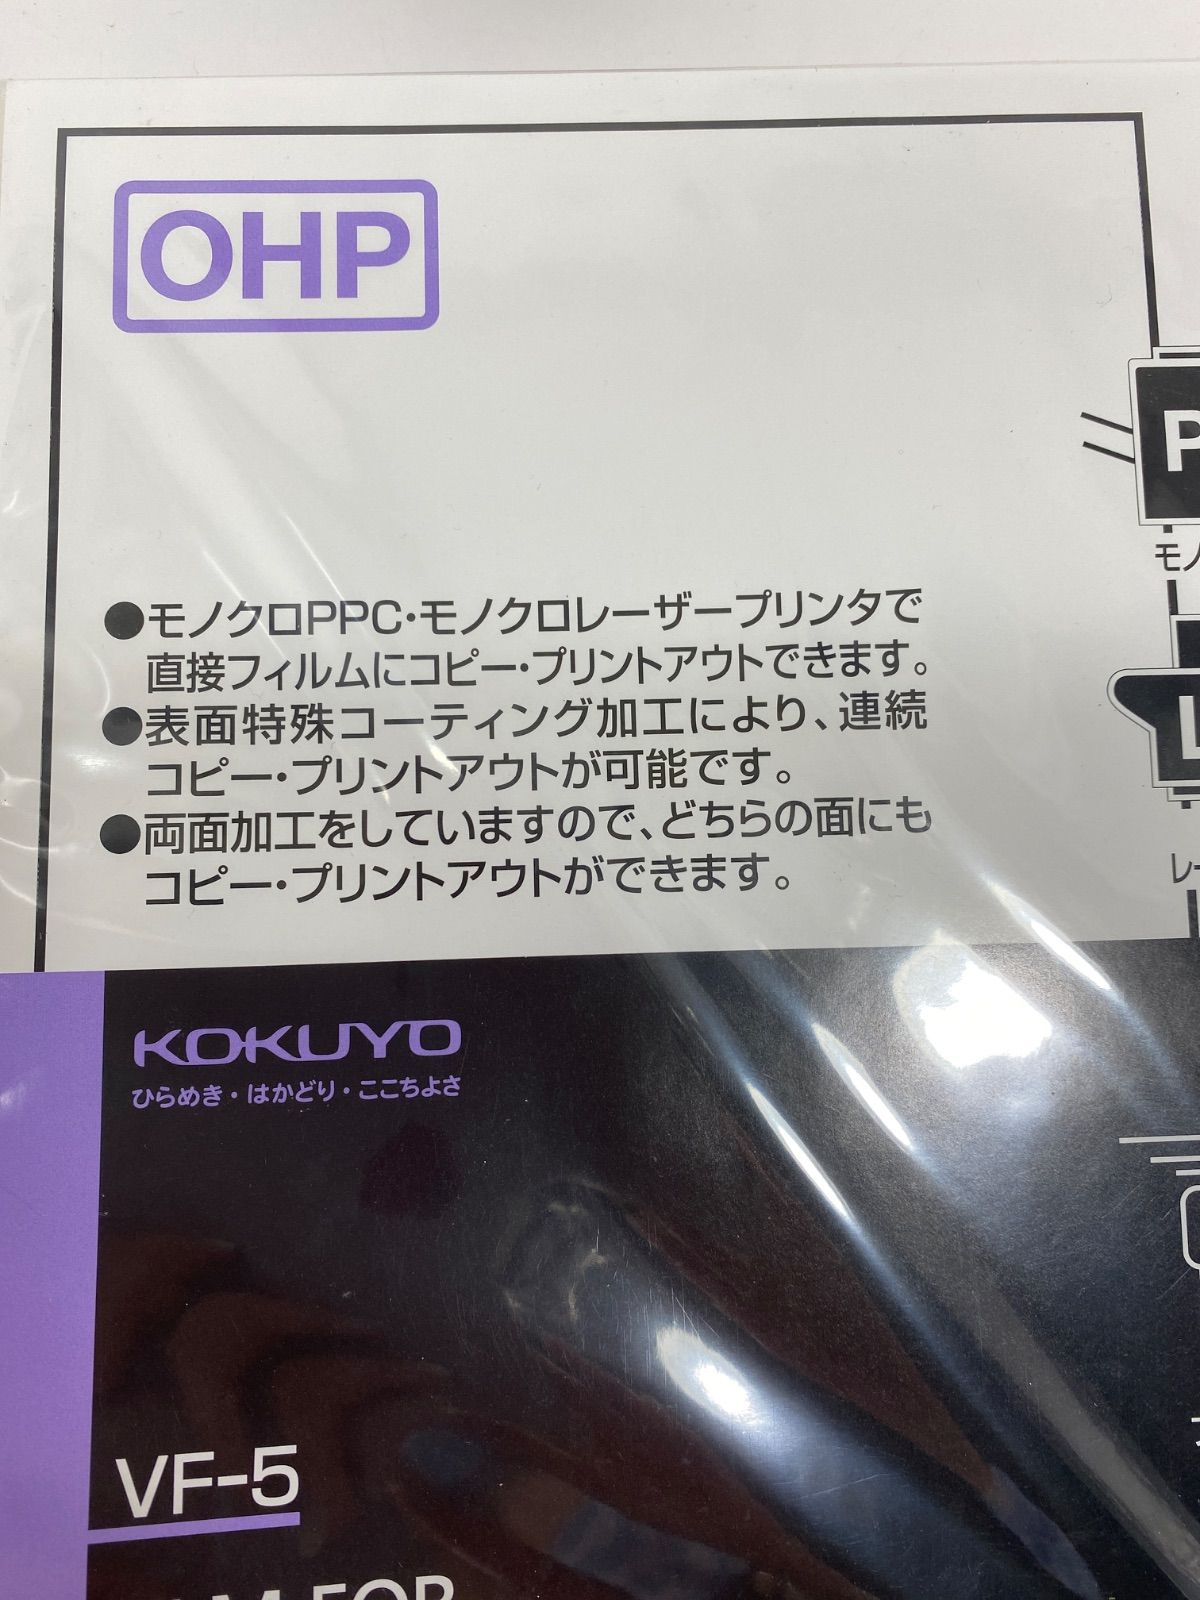 OHP
P
モノ
●モノクロPPC・モノクロレーザープリンタで
直接フィルムにコピー・プリントアウトできます。
●表面特殊コーティング加工により、連続
コピー・プリントアウトが可能です。
●両面加工をしていますので、どちらの面にも
コピー・プリントアウトができます。
レー
KOKUYO
ひらめき・はかどり・ここちよさ
VF-5